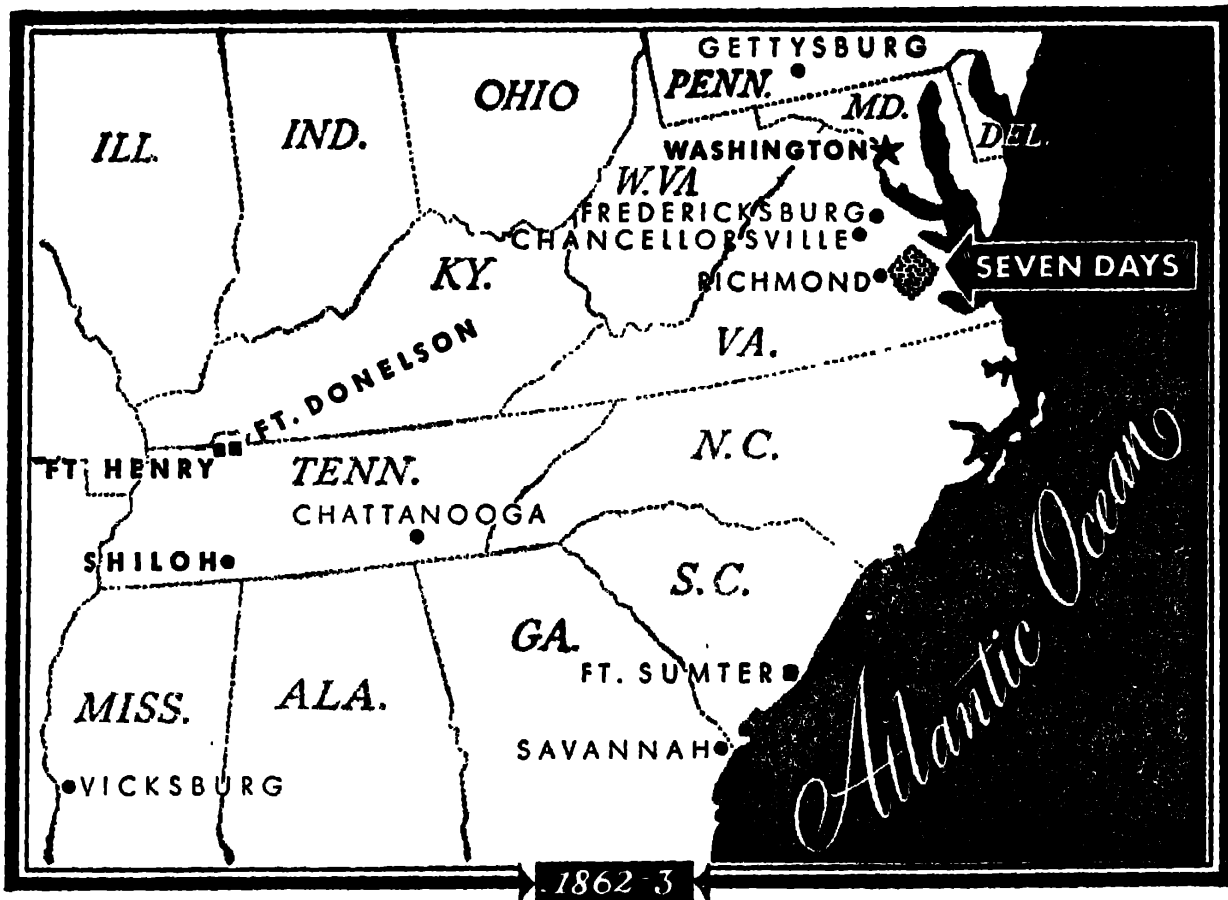 GETTYSBURG
PENN.
OHIO
MD.
IND.
ILL.
DEL.
WASHINGTON
W.VA
FREDERICKSBURG
CHANCELLORSVILLE
RICHMOND
SEVEN DAYS
KY.
VA.
FT. DONELSON
FT. HENRY
TENN.
N.C.
CHATTANOOGA
SHILOH
S.C.
GA.
FT. SUMTER
MISS.
ALA.
SAVANNAH
VICKSBURG
Atlantic Ocean
1862-3